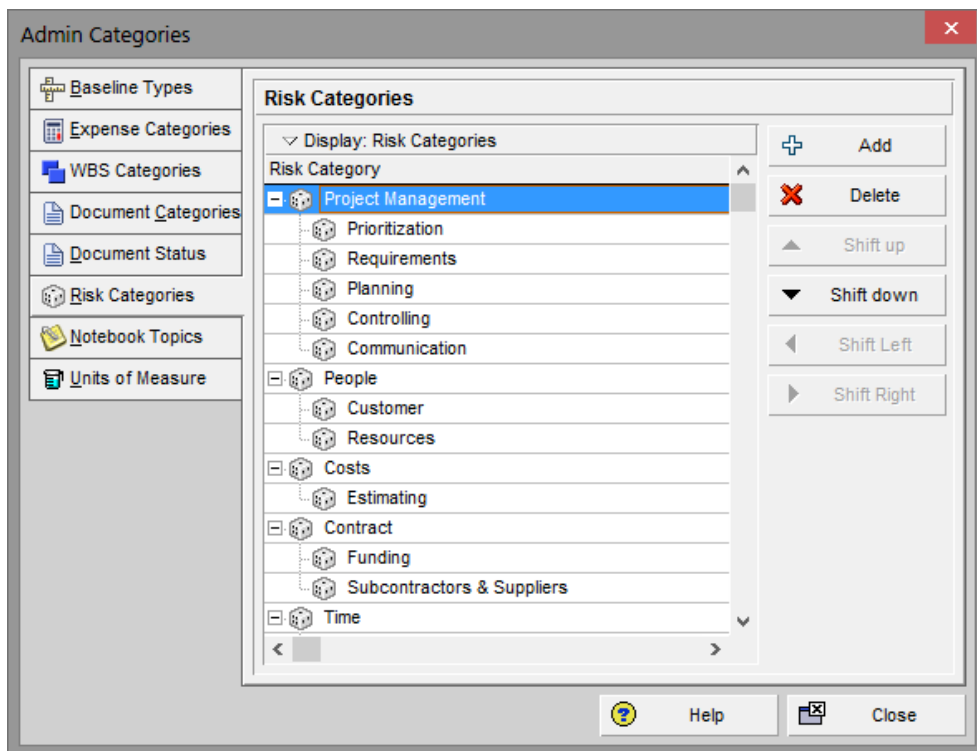 Admin Categories
Baseline Types
Expense Categories
WBS Categories
Document Categories
Document Status
Risk Categories
Notebook Topics
Units of Measure
Risk Categories
Display: Risk Categories
Risk Category
Project Management
Prioritization
Requirements
Planning
Controlling
Communication
People
Customer
Resources
Costs
Estimating
Contract
Funding
Subcontractors & Suppliers
Time
Add
Delete
Shift up
Shift down
Shift Left
Shift Right
Help
Close